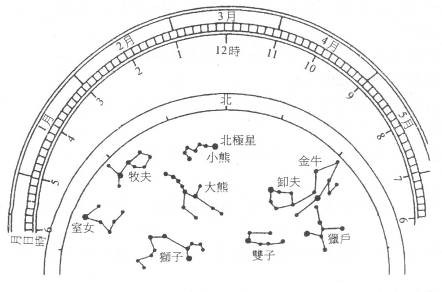 1月
2月
3月
4月
5月
6
5
4
3
2
1
12時
11
10
9
8
7
6
月
日
時
北
北極星
小熊
牧夫
大熊
金牛
卸夫
室女
獅子
雙子
獵戶